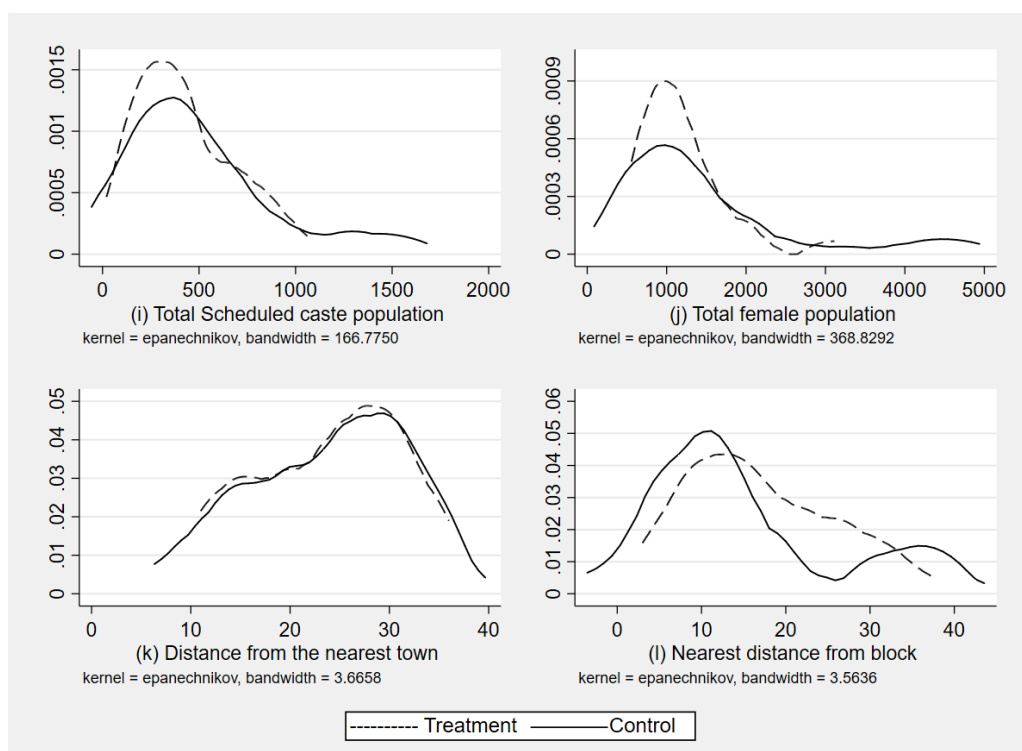 0 .0005 .001 .0015
0 500 1000 1500 2000
(i) Total Scheduled caste population
kernel = epanechnikov, bandwidth = 166.7750
0 .0003 .0006 .0009
0 1000 2000 3000 4000 5000
(j) Total female population
kernel = epanechnikov, bandwidth = 368.8292
0 .01 .02 .03 .04 .05
0 10 20 30 40
(k) Distance from the nearest town
kernel = epanechnikov, bandwidth = 3.6658
0 .01 .02 .03 .04 .05 .06
0 10 20 30 40
(l) Nearest distance from block
kernel = epanechnikov, bandwidth = 3.5636
Treatment Control